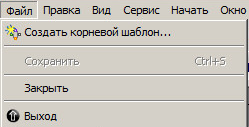 Файл Правка Вид Сервис Начать Окно
Создать корневой шаблон...
Сохранить Ctrl+S
Закрыть
Выход